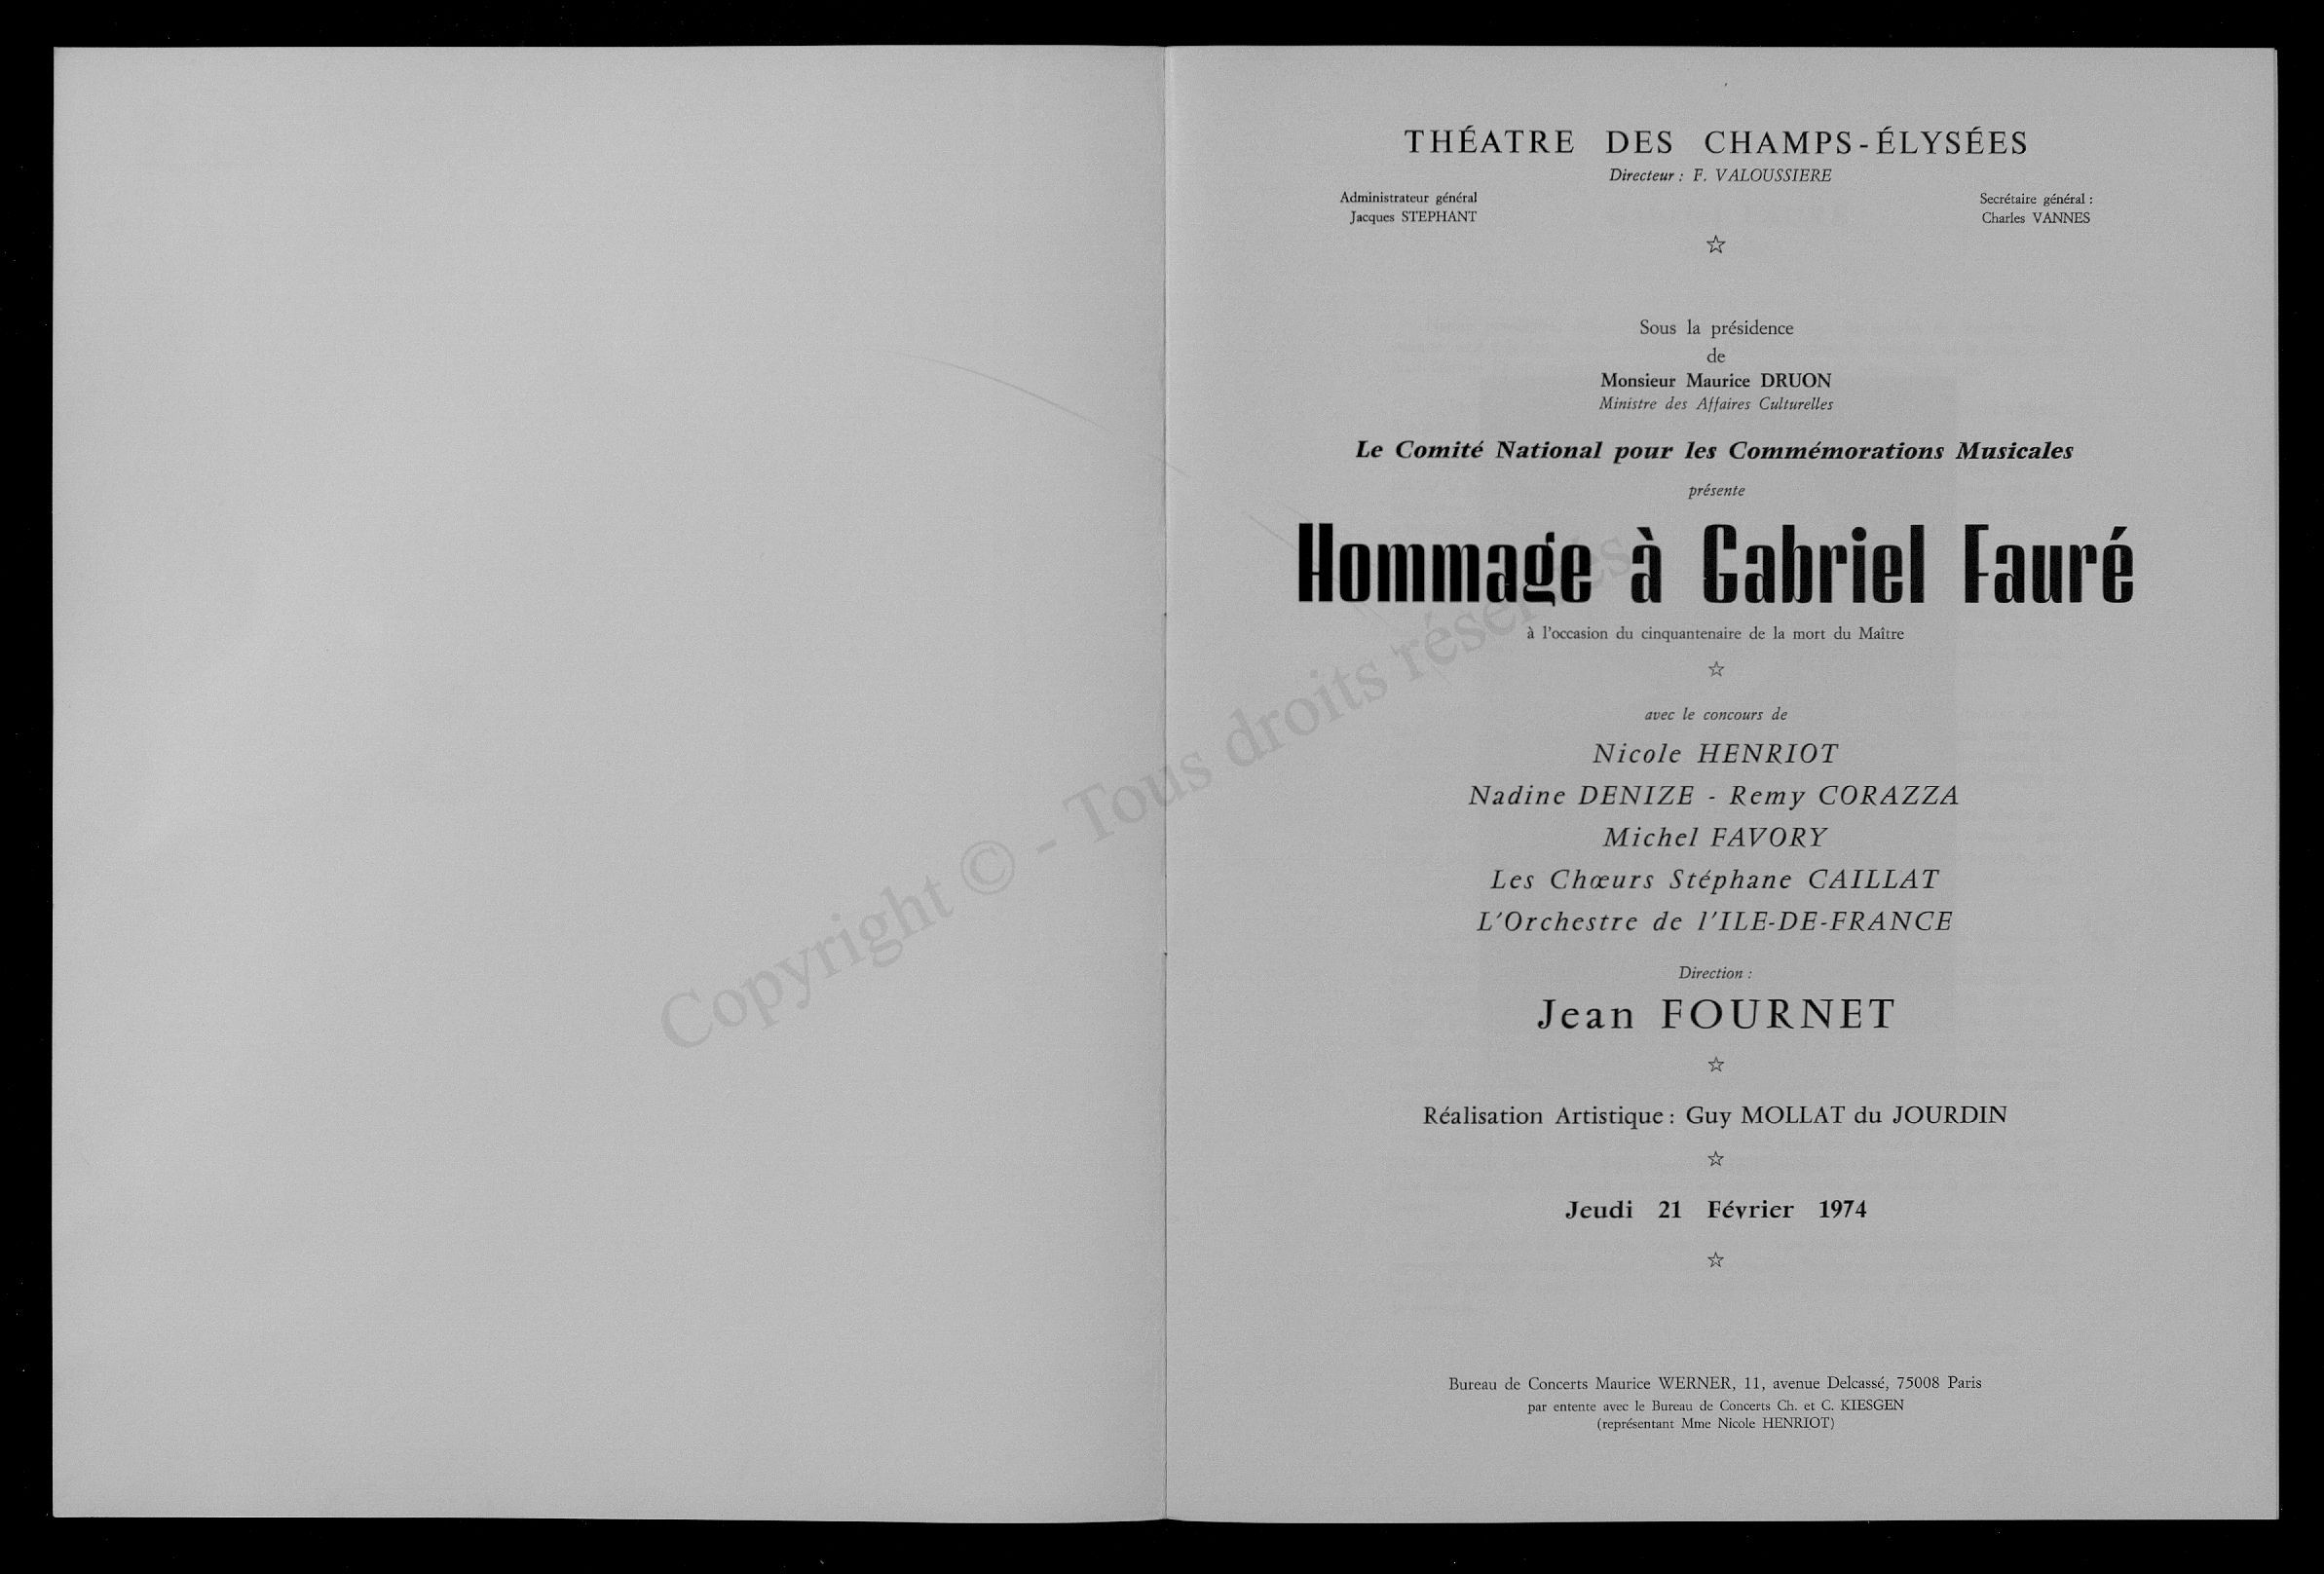 THÉATRE DES CHAMPS-ÉLYSÉES
Directeur : F. VALOUSSIERE
Administrateur général
Jacques STEPHANT
Secrétaire général :
Charles VANNES
☆
Sous la présidence
de
Monsieur Maurice DRUON
Ministre des Affaires Culturelles
Le Comité National pour les Commémorations Musicales
présente
Hommage à Gabriel Fauré
à l'occasion du cinquantenaire de la mort du Maître
☆
avec le concours de
Nicole HENRIOT
Nadine DENIZE - Remy CORAZZA
Michel FAVORY
Les Chœurs Stéphane CAILLAT
L'Orchestre de l'ILE-DE-FRANCE
Direction :
Jean FOURNET
☆
Réalisation Artistique : Guy MOLLAT du JOURDIN
☆
Jeudi 21 Février 1974
☆
Bureau de Concerts Maurice WERNER, 11, avenue Delcassé, 75008 Paris
par entente avec le Bureau de Concerts Ch. et C. KIESGEN
(représentant Mme Nicole HENRIOT)
Copyright © - Tous droits réservés